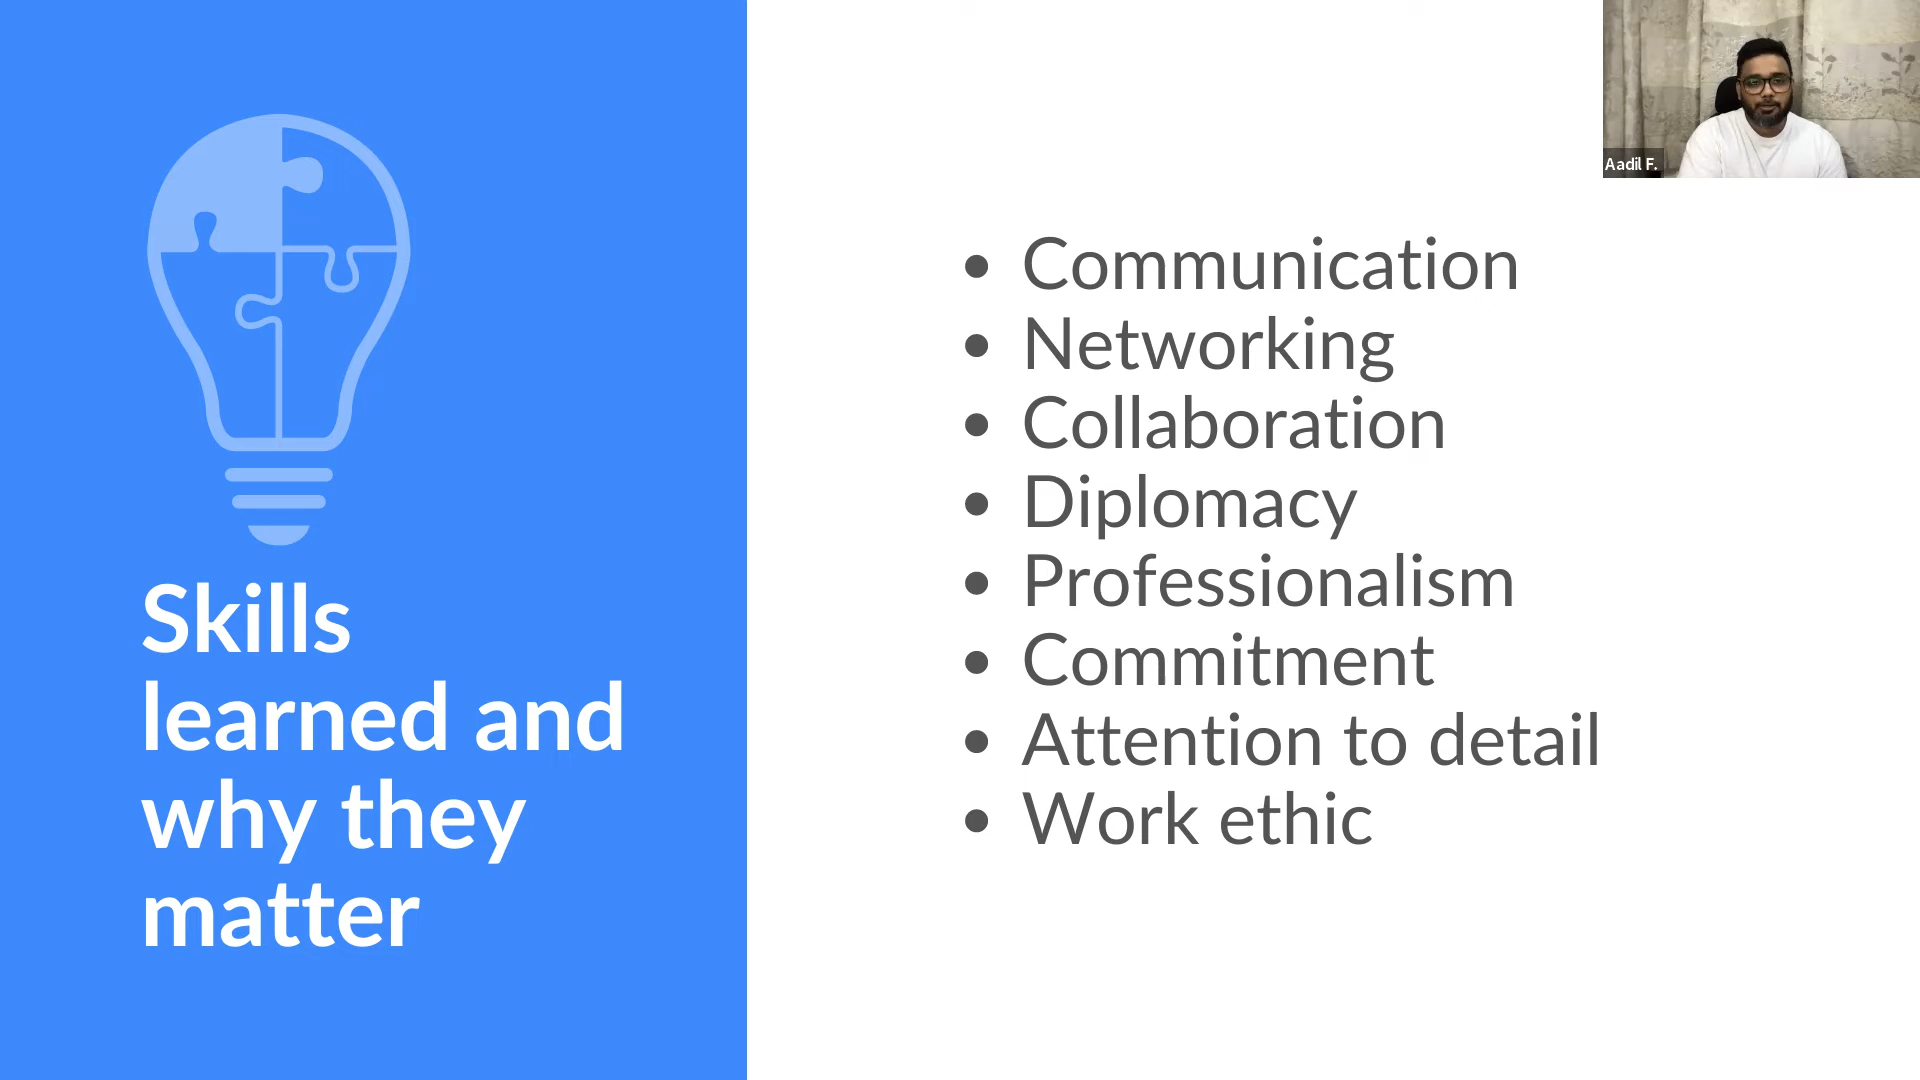 Skills
learned and
why they
matter
• Communication
• Networking
• Collaboration
• Diplomacy
• Professionalism
• Commitment
• Attention to detail
• Work ethic
Aadil F.